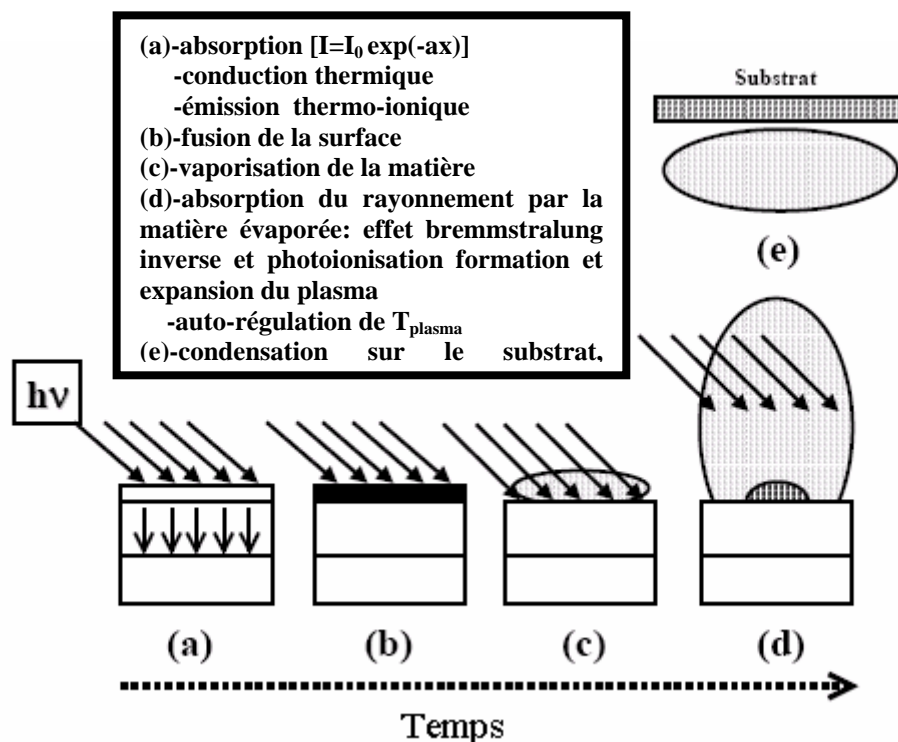 (a)-absorption [I=I₀ exp(-ax)]
-conduction thermique
-émission thermo-ionique
(b)-fusion de la surface
(c)-vaporisation de la matière
(d)-absorption du rayonnement par la
matière évaporée: effet bremmstralung
inverse et photoionisation formation et
expansion du plasma
-auto-régulation de Tplasma
(e)-condensation sur le substrat,
Substrat
(e)
hν
(a) (b) (c) (d)
Temps